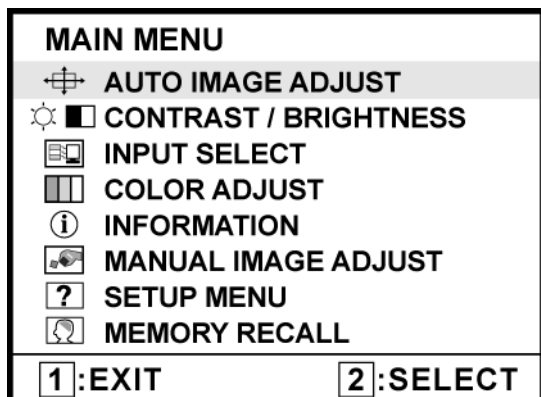 MAIN MENU
AUTO IMAGE ADJUST
CONTRAST / BRIGHTNESS
INPUT SELECT
COLOR ADJUST
i INFORMATION
MANUAL IMAGE ADJUST
? SETUP MENU
MEMORY RECALL
1 :EXIT 2 :SELECT